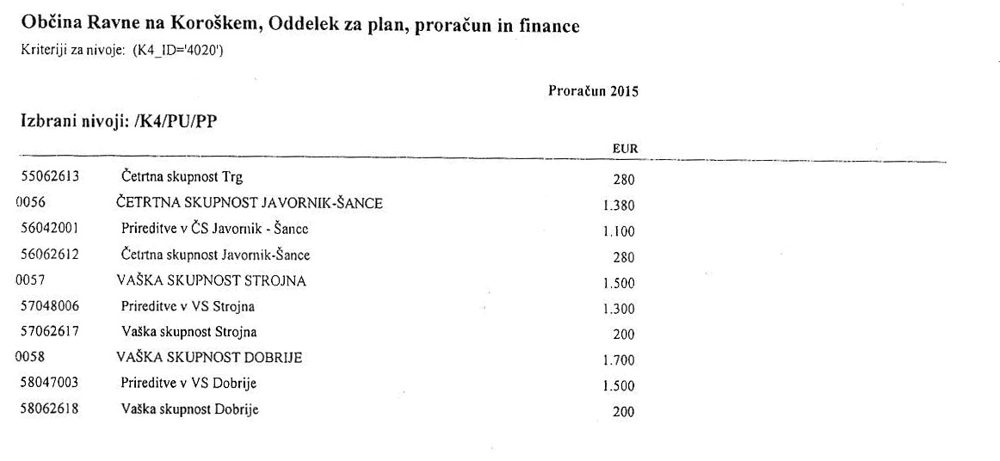 Občina Ravne na Koroškem, Oddelek za plan, proračun in finance
Kriteriji za nivoje: (K4_ID='4020')
Proračun 2015
Izbrani nivoji: /K4/PU/PP
EUR
55062613 Četrtna skupnost Trg 280
0056 ČETRTNA SKUPNOST JAVORNIK-ŠANCE 1.380
56042001 Prireditve v ČS Javornik - Šance 1.100
56062612 Četrtna skupnost Javornik-Šance 280
0057 VAŠKA SKUPNOST STROJNA 1.500
57048006 Prireditve v VS Strojna 1.300
57062617 Vaška skupnost Strojna 200
0058 VAŠKA SKUPNOST DOBRIJE 1.700
58047003 Prireditve v VS Dobrije 1.500
58062618 Vaška skupnost Dobrije 200